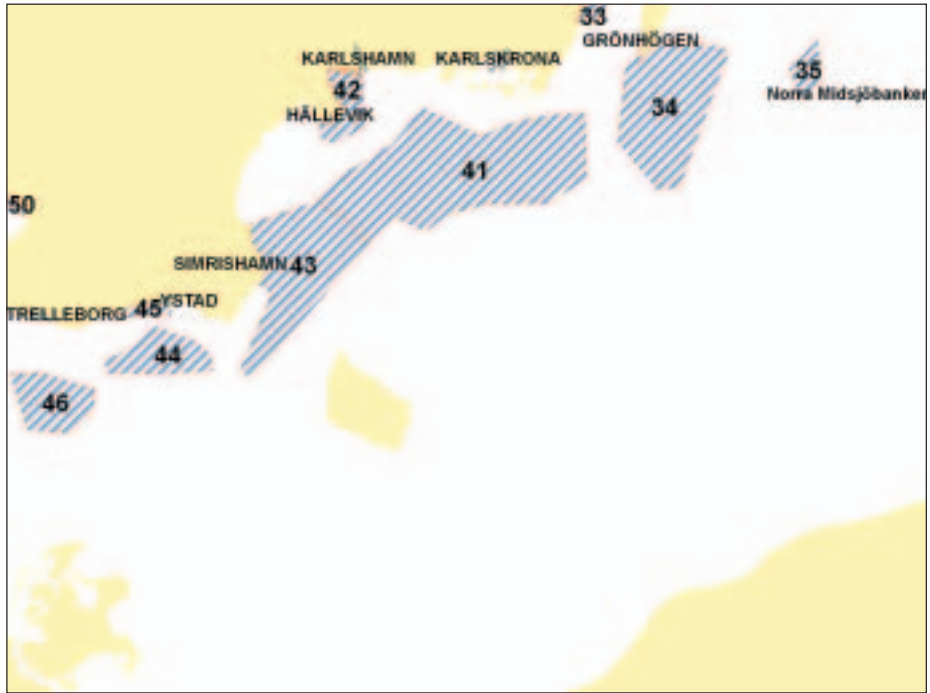 33
GRÖNHÖGEN
KARLSHAMN KARLSKRONA
35
42
Norra Midsjöbanken
34
HÄLLEVIK
41
50
SIMRISHAMN 43
TRELLEBORG 45 YSTAD
44
46